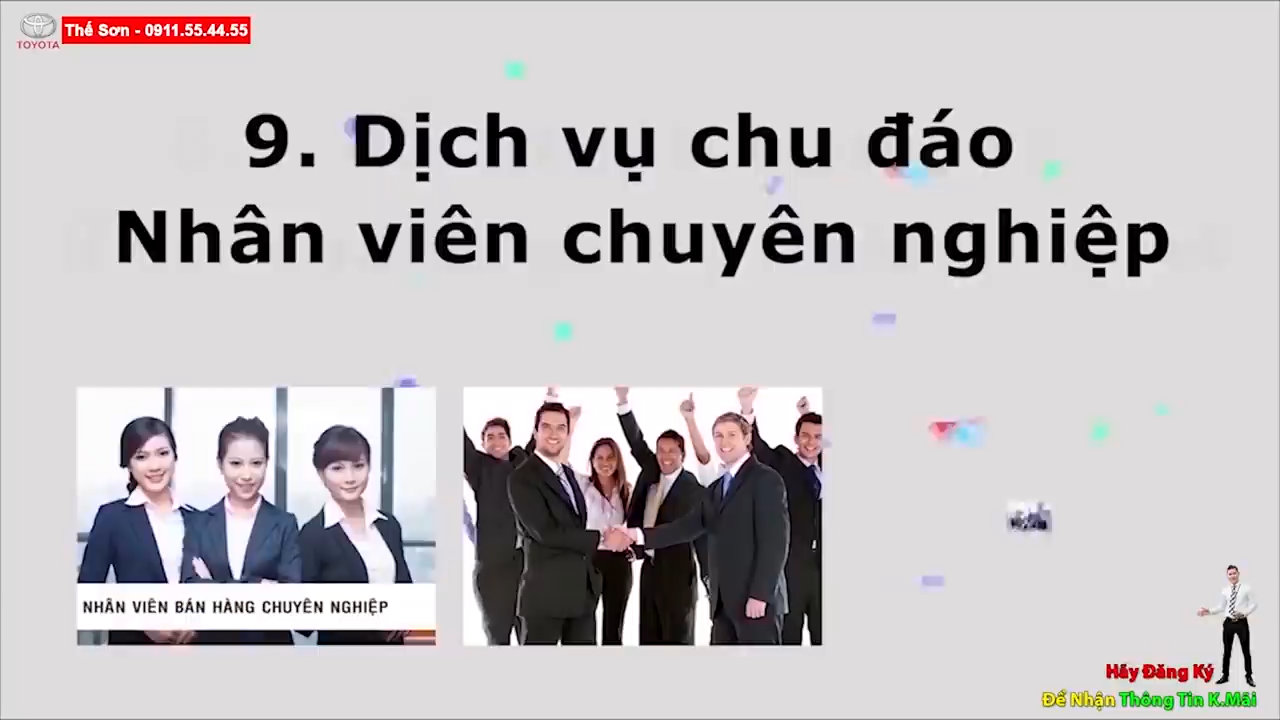 TOYOTA
Thế Sơn - 0911.55.44.55
9. Dịch vụ chu đáo
Nhân viên chuyên nghiệp
NHÂN VIÊN BÁN HÀNG CHUYÊN NGHIỆP
Hãy Đăng Ký
Để Nhận Thông Tin K.Mãi